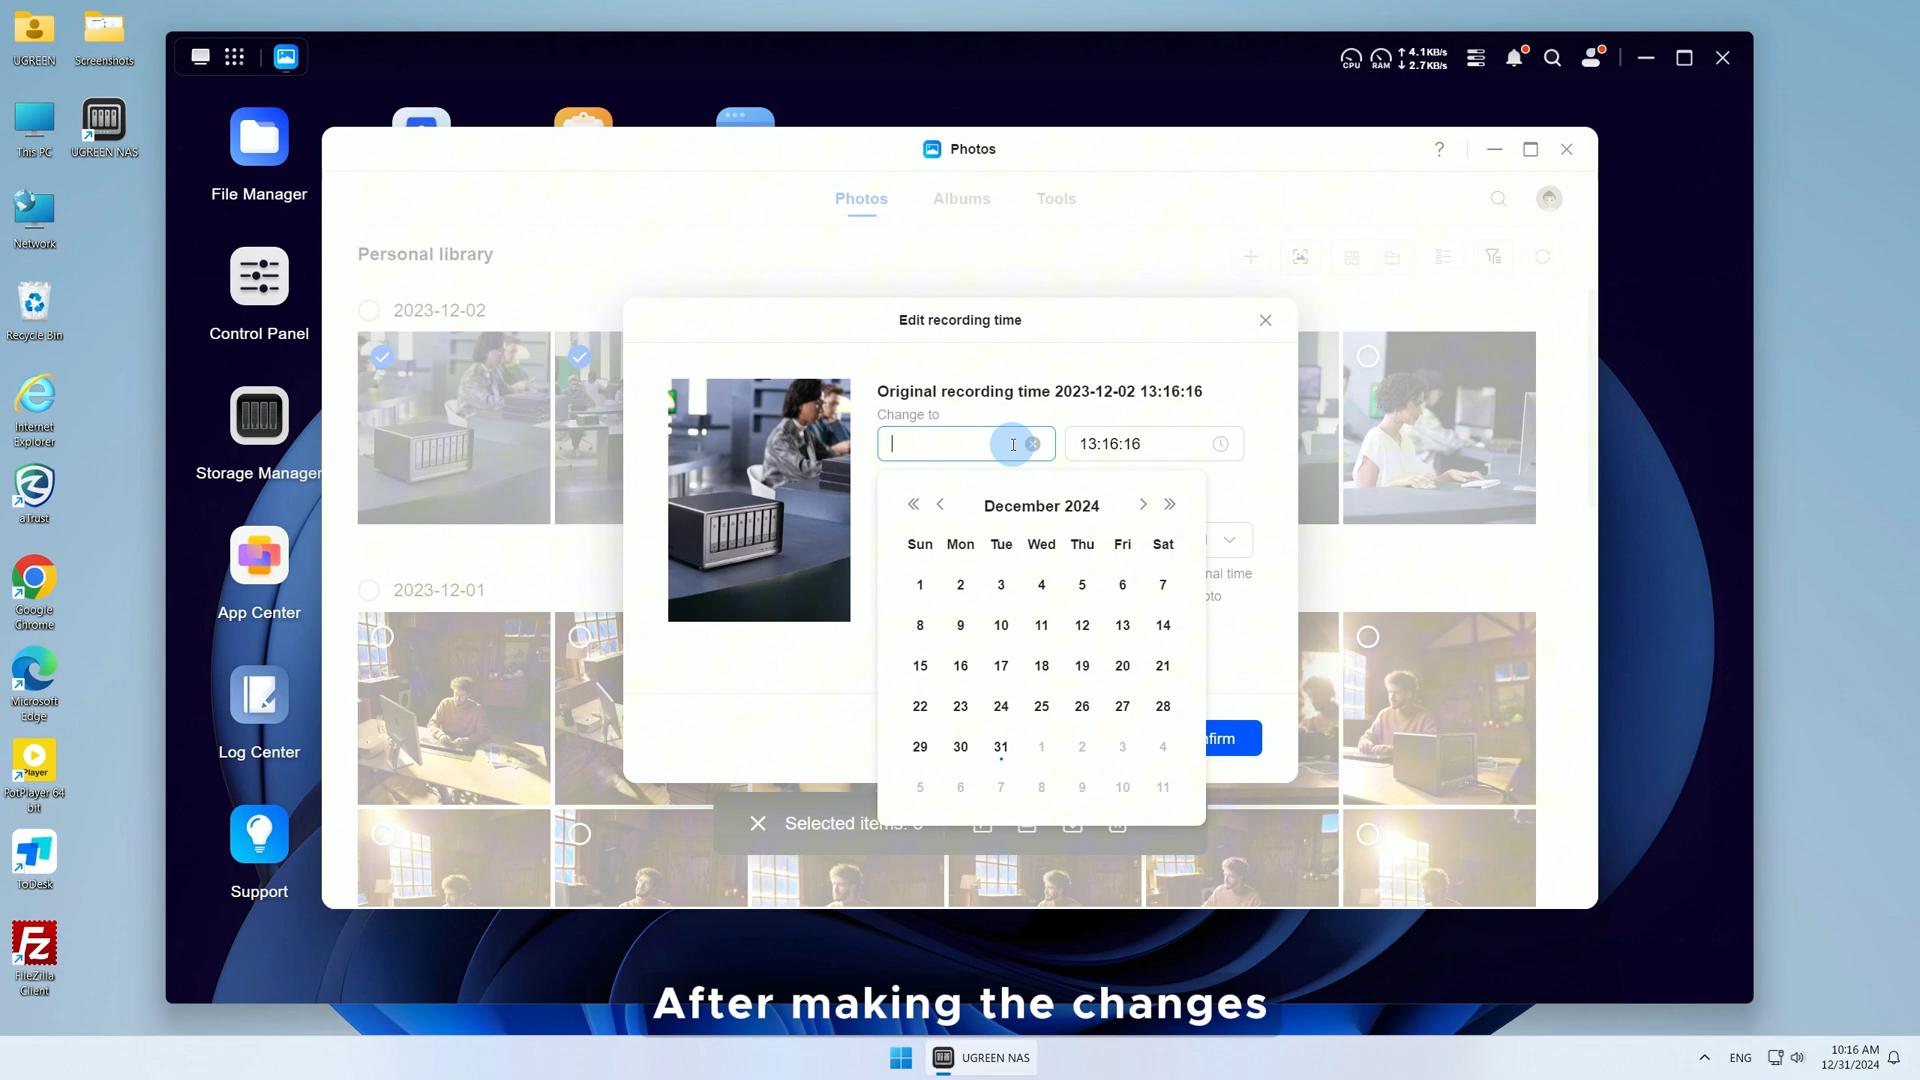 UGREEN
Screenshots
This PC
UGREEN NAS
Network
Recycle Bin
Internet
Explorer
aTrust
Google
Chrome
Microsoft
Edge
Player
PotPlayer 64
bit
ToDesk
FileZilla
Client
CPU
RAM
4.1KB/s
2.7KB/s
File Manager
Control Panel
Storage Manager
App Center
Log Center
Support
Photos
?
Photos
Albums
Tools
Personal library
2023-12-02
2023-12-01
Edit recording time
Original recording time 2023-12-02 13:16:16
Change to
13:16:16
December 2024
Sun Mon Tue Wed Thu Fri Sat
1 2 3 4 5 6 7
8 9 10 11 12 13 14
15 16 17 18 19 20 21
22 23 24 25 26 27 28
29 30 31 1 2 3 4
5 6 7 8 9 10 11
nal time
Selected items:
After making the changes
UGREEN NAS
ENG
10:16 AM
12/31/2024